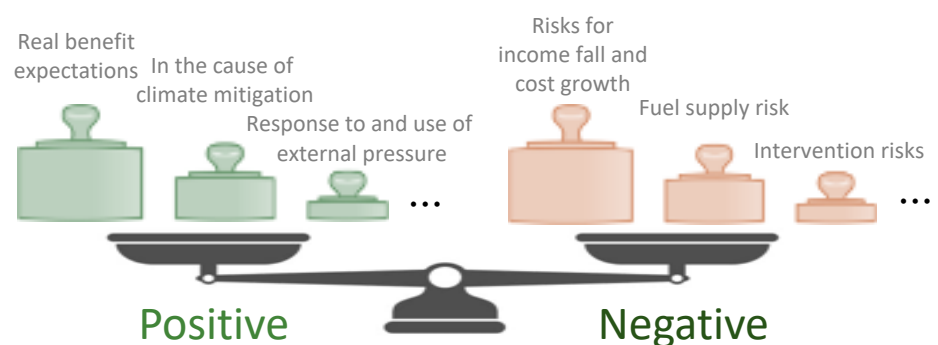 Real benefit
expectations
In the cause of
climate mitigation
Response to and use of
external pressure
...
Risks for
income fall and
cost growth
Fuel supply risk
Intervention risks
...
Positive
Negative